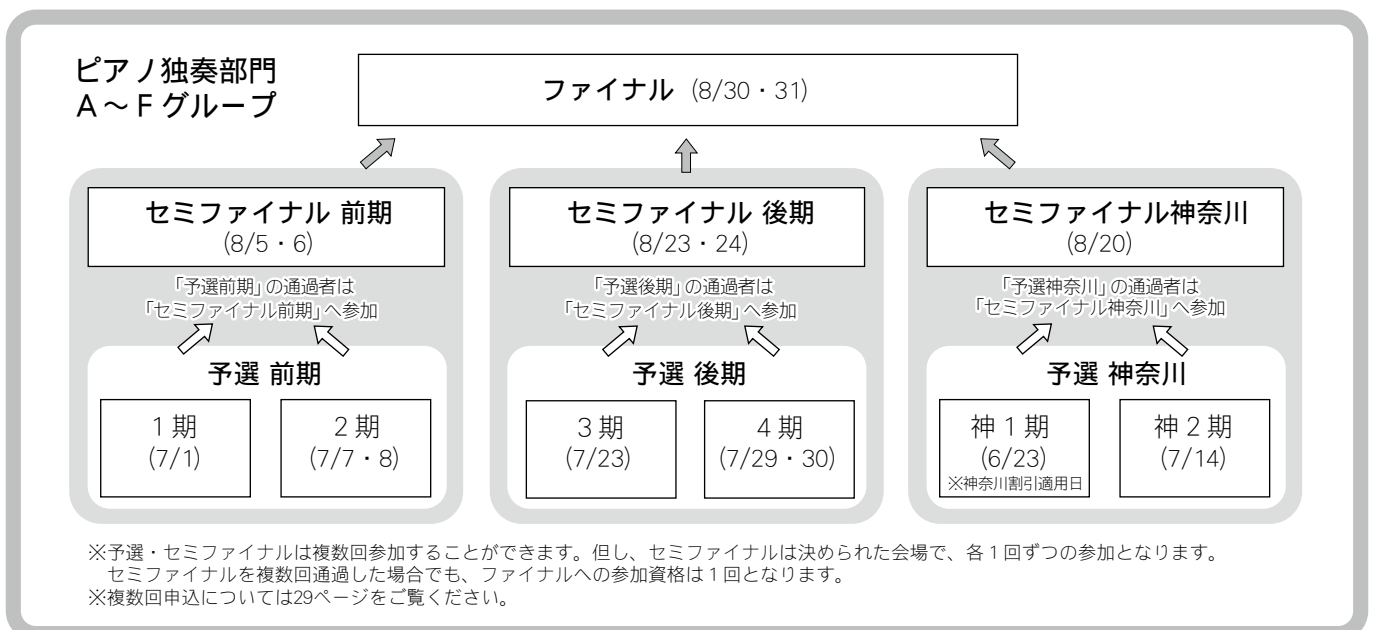 ピアノ独奏部門
A～Fグループ
ファイナル (8/30・31)
セミファイナル 前期
(8/5・6)
「予選前期」の通過者は
「セミファイナル前期」へ参加
予選 前期
1期
(7/1)
2期
(7/7・8)
セミファイナル 後期
(8/23・24)
「予選後期」の通過者は
「セミファイナル後期」へ参加
予選 後期
3期
(7/23)
4期
(7/29・30)
セミファイナル神奈川
(8/20)
「予選神奈川」の通過者は
「セミファイナル神奈川」へ参加
予選 神奈川
神1期
(6/23)
※神奈川割引適用日
神2期
(7/14)
※予選・セミファイナルは複数回参加することができます。但し、セミファイナルは決められた会場で、各1回ずつの参加となります。
セミファイナルを複数回通過した場合でも、ファイナルへの参加資格は1回となります。
※複数回申込については29ページをご覧ください。